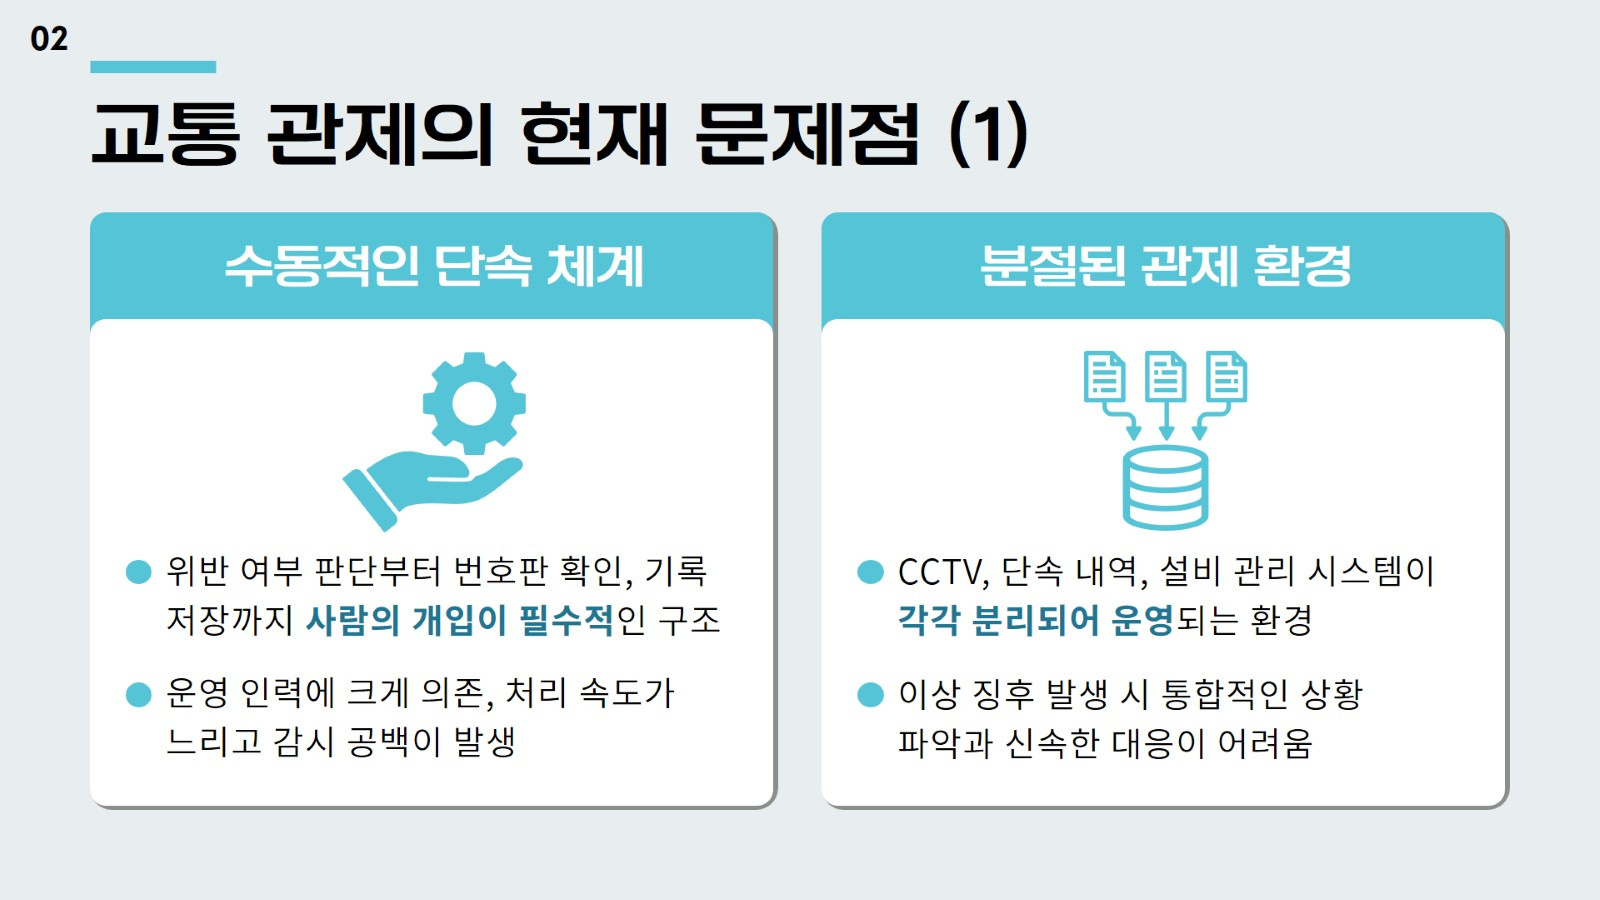 02
교통 관제의 현재 문제점 (1)
수동적인 단속 체계
위반 여부 판단부터 번호판 확인, 기록
저장까지 사람의 개입이 필수적인 구조
운영 인력에 크게 의존, 처리 속도가
느리고 감시 공백이 발생
분절된 관제 환경
CCTV, 단속 내역, 설비 관리 시스템이
각각 분리되어 운영되는 환경
이상 징후 발생 시 통합적인 상황
파악과 신속한 대응이 어려움